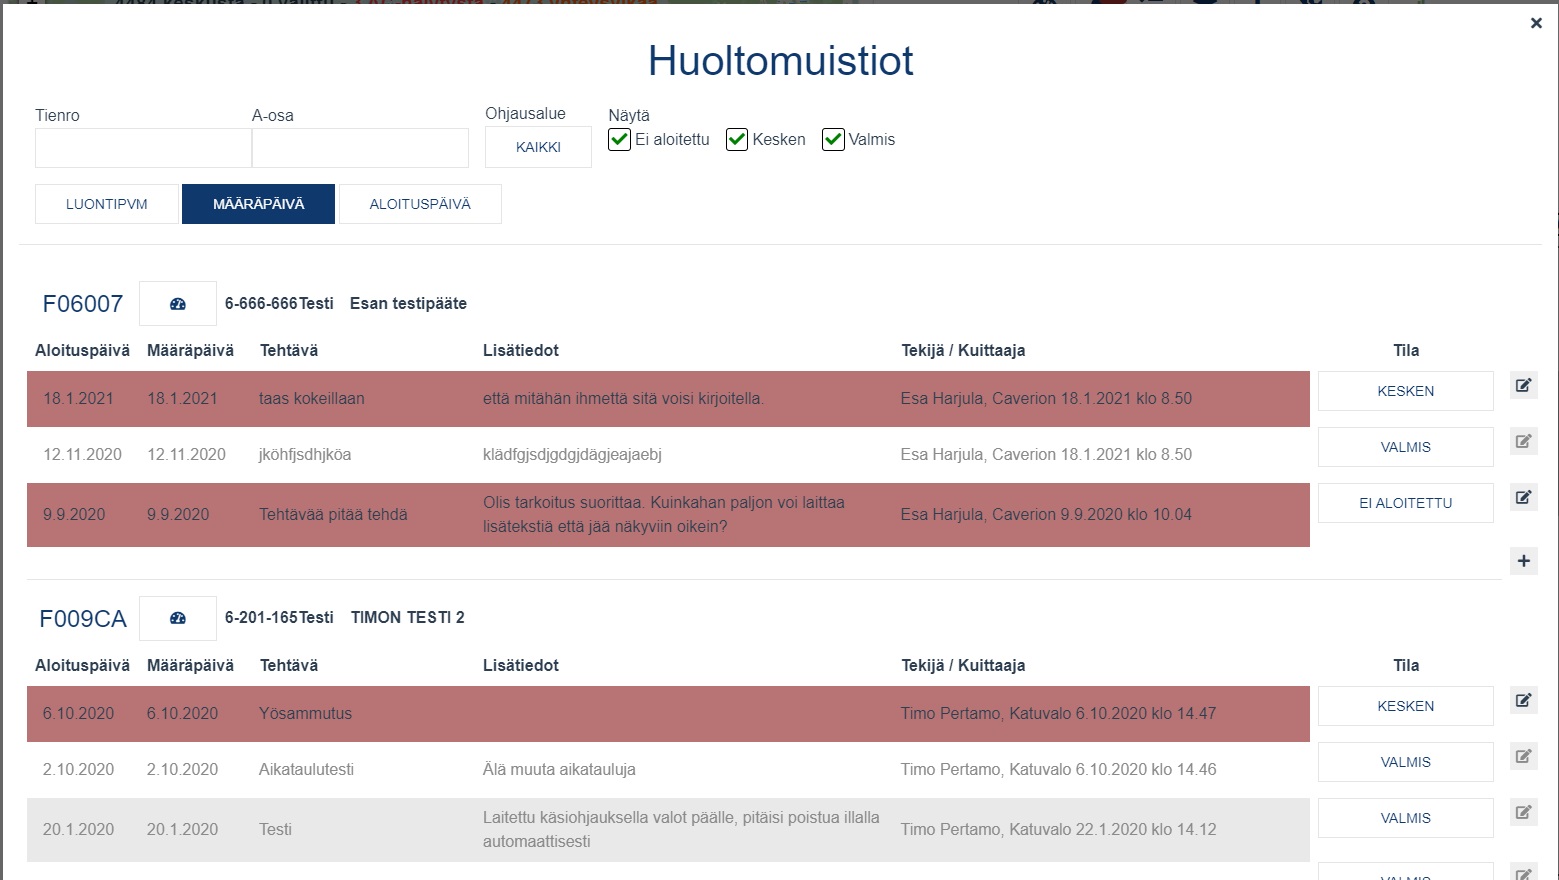 Huoltomuistiot
Tienro A-osa Ohjausalue Näytä
KAIKKI Ei aloitettu Kesken Valmis
LUONTIPVM MÄÄRÄPÄIVÄ ALOITUSPÄIVÄ
F06007 6-666-666Testi Esan testipääte
Aloituspäivä Määräpäivä Tehtävä Lisätiedot Tekijä / Kuittaaja Tila
18.1.2021 18.1.2021 taas kokeillaan että mitähän ihmettä sitä voisi kirjoitella. Esa Harjula, Caverion 18.1.2021 klo 8.50 KESKEN
12.11.2020 12.11.2020 jköhfjsdhjköa klädfgjsdjgdgjdägjeajaebj Esa Harjula, Caverion 18.1.2021 klo 8.50 VALMIS
9.9.2020 9.9.2020 Tehtävää pitää tehdä Olis tarkoitus suorittaa. Kuinkahan paljon voi laittaa
lisätekstiä että jää näkyviin oikein? Esa Harjula, Caverion 9.9.2020 klo 10.04 EI ALOITETTU
F009CA 6-201-165Testi TIMON TESTI 2
Aloituspäivä Määräpäivä Tehtävä Lisätiedot Tekijä / Kuittaaja Tila
6.10.2020 6.10.2020 Yösammutus Timo Pertamo, Katuvalo 6.10.2020 klo 14.47 KESKEN
2.10.2020 2.10.2020 Aikataulutesti Älä muuta aikatauluja Timo Pertamo, Katuvalo 6.10.2020 klo 14.46 VALMIS
20.1.2020 20.1.2020 Testi Laitettu käsiohjauksella valot päälle, pitäisi poistua illalla
automaattisesti Timo Pertamo, Katuvalo 22.1.2020 klo 14.12 VALMIS